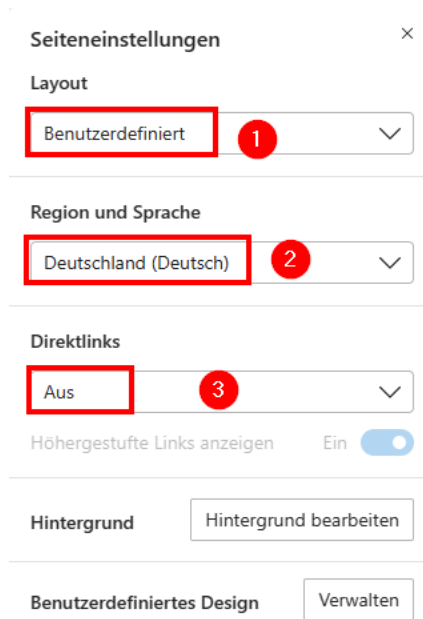 Seiteneinstellungen
Layout
Benutzerdefiniert 1
Region und Sprache
Deutschland (Deutsch) 2
Direktlinks
Aus 3
Höhergestufte Links anzeigen Ein
Hintergrund Hintergrund bearbeiten
Benutzerdefiniertes Design Verwalten